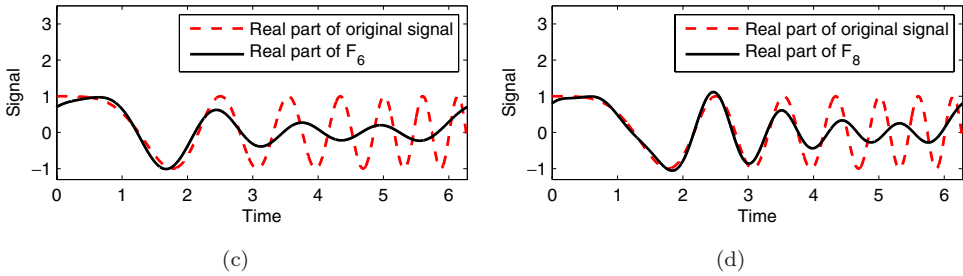 3
2
1
0
−1
Signal
0 1 2 3 4 5 6
Time
Real part of original signal
Real part of F6
(c)
3
2
1
0
−1
Signal
0 1 2 3 4 5 6
Time
Real part of original signal
Real part of F8
(d)